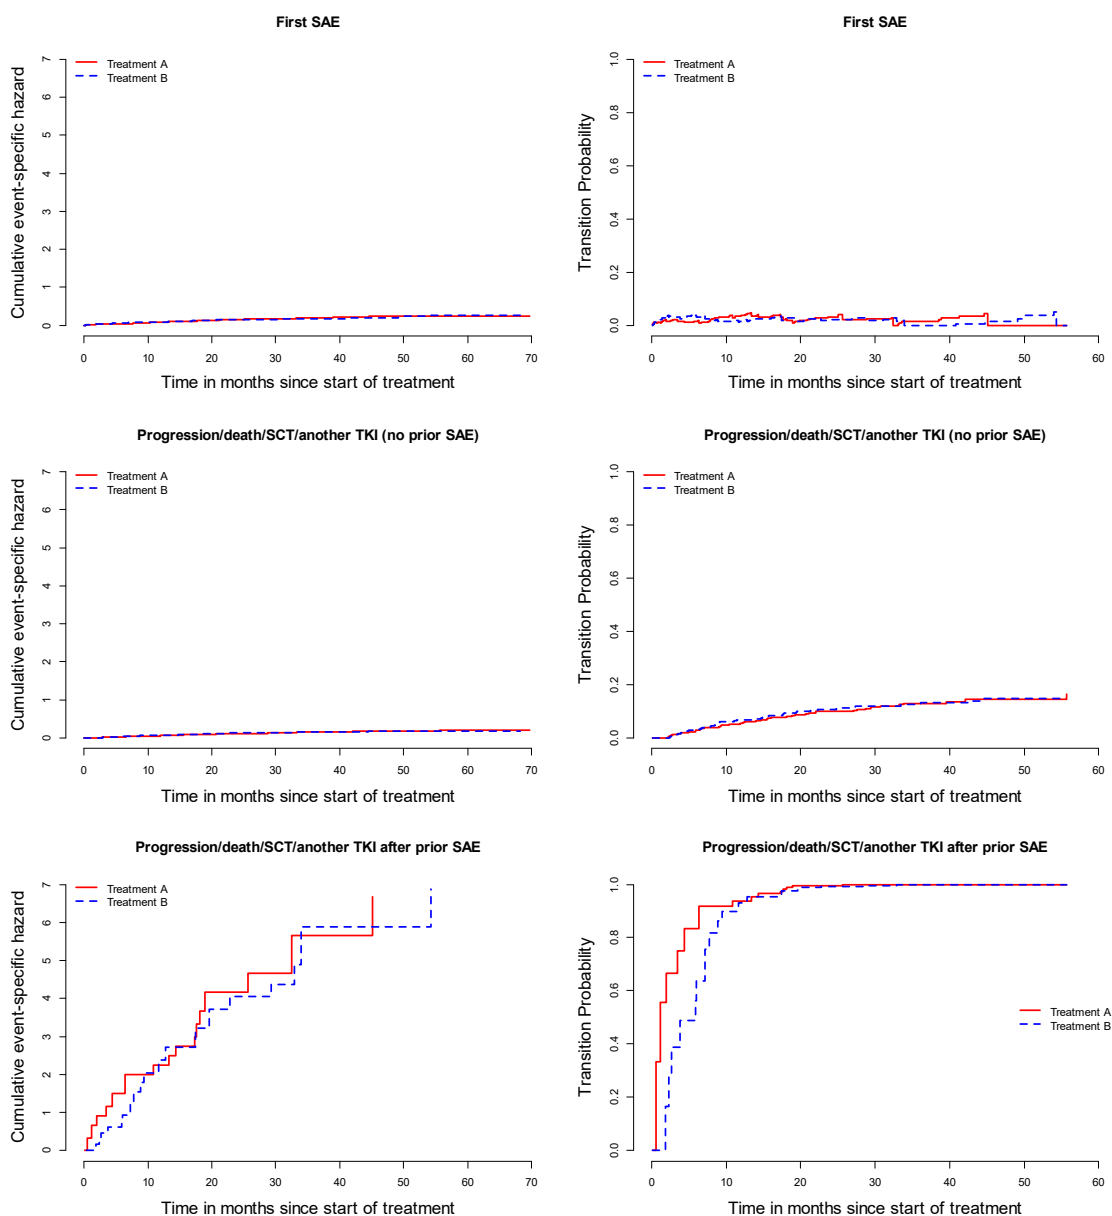 First SAE
Treatment A
Treatment B
Cumulative event-specific hazard
7
6
5
4
3
2
1
0
0 10 20 30 40 50 60 70
Time in months since start of treatment
First SAE
Treatment A
Treatment B
Transition Probability
1.0
0.8
0.6
0.4
0.2
0.0
0 10 20 30 40 50 60
Time in months since start of treatment
Progression/death/SCT/another TKI (no prior SAE)
Treatment A
Treatment B
Cumulative event-specific hazard
7
6
5
4
3
2
1
0
0 10 20 30 40 50 60 70
Time in months since start of treatment
Progression/death/SCT/another TKI (no prior SAE)
Treatment A
Treatment B
Transition Probability
1.0
0.8
0.6
0.4
0.2
0.0
0 10 20 30 40 50 60
Time in months since start of treatment
Progression/death/SCT/another TKI after prior SAE
Treatment A
Treatment B
Cumulative event-specific hazard
7
6
5
4
3
2
1
0
0 10 20 30 40 50 60 70
Time in months since start of treatment
Progression/death/SCT/another TKI after prior SAE
Transition Probability
1.0
0.8
0.6
0.4
0.2
0.0
Treatment A
Treatment B
0 10 20 30 40 50 60
Time in months since start of treatment